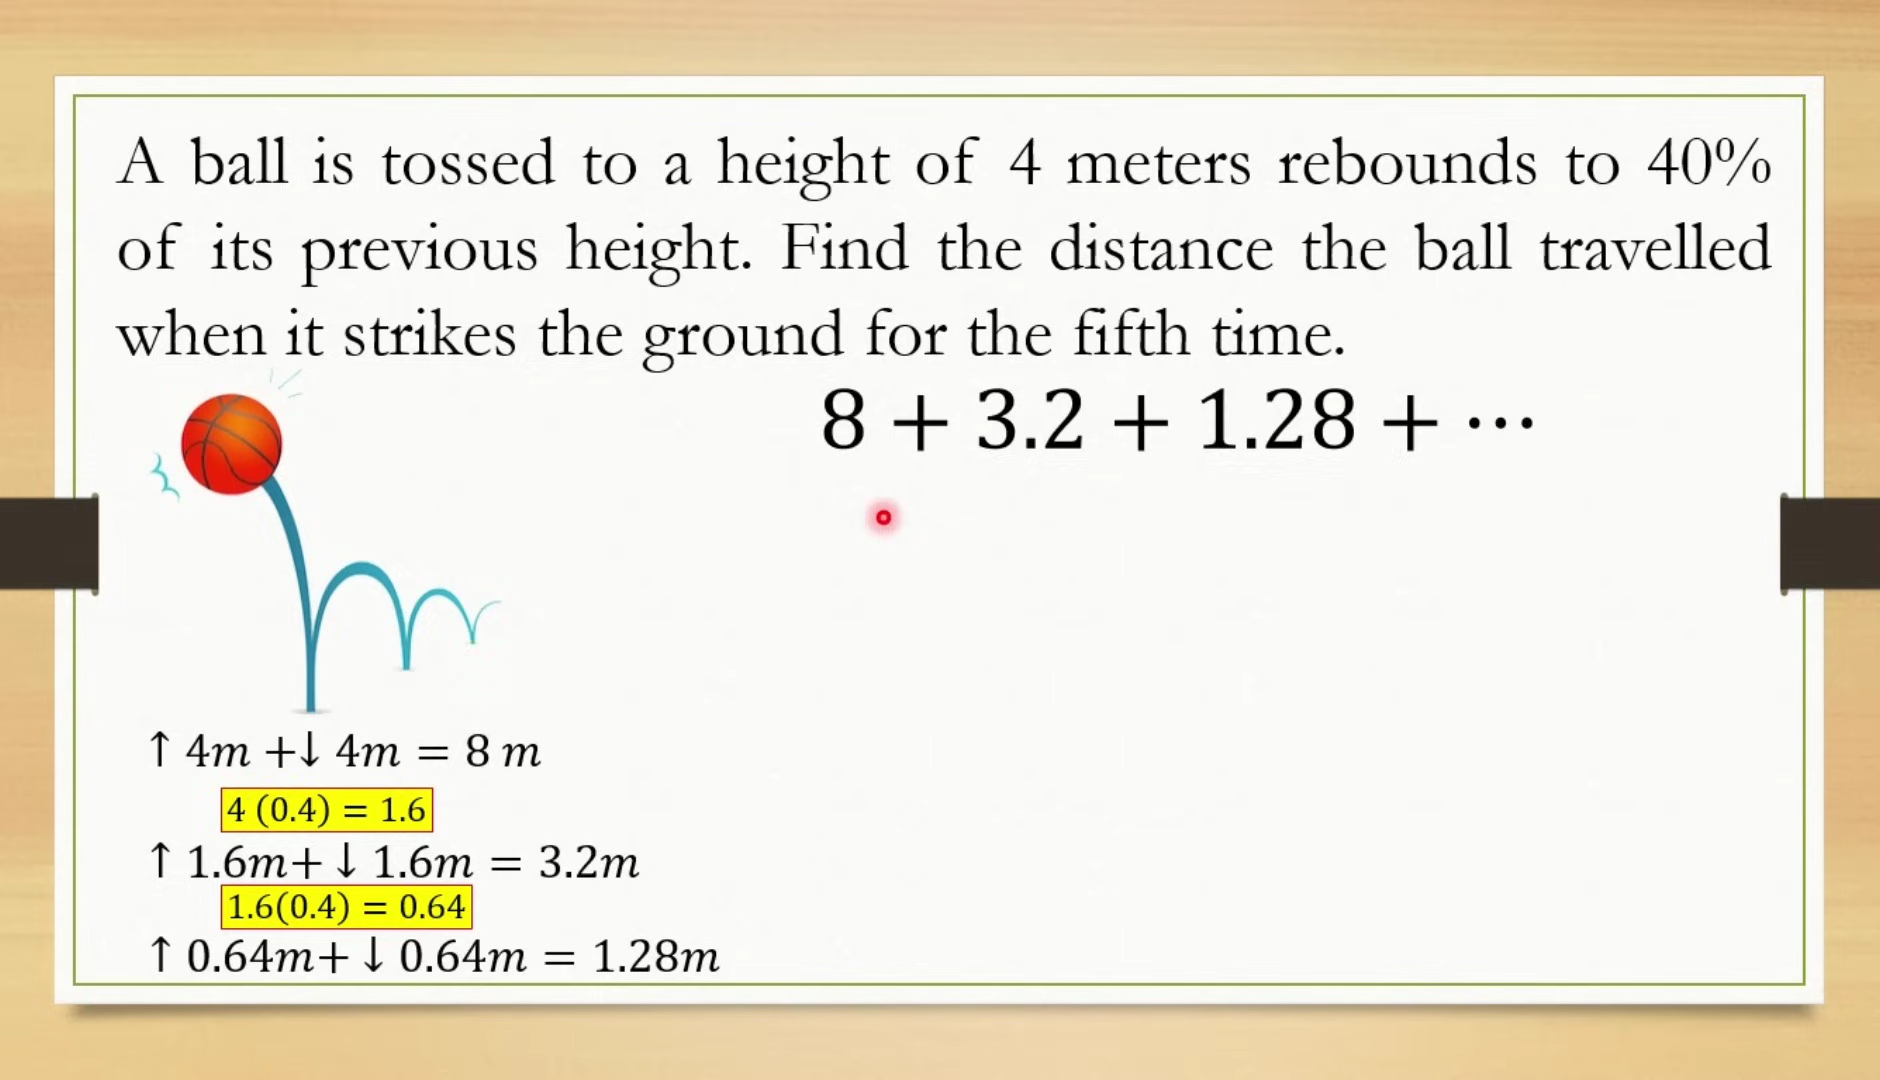 A ball is tossed to a height of 4 meters rebounds to 40%
of its previous height. Find the distance the ball travelled
when it strikes the ground for the fifth time.
8 + 3.2 + 1.28 + ⋯
↑ 4m +↓ 4m = 8 m
4 (0.4) = 1.6
↑ 1.6m+ ↓ 1.6m = 3.2m
1.6(0.4) = 0.64
↑ 0.64m+ ↓ 0.64m = 1.28m